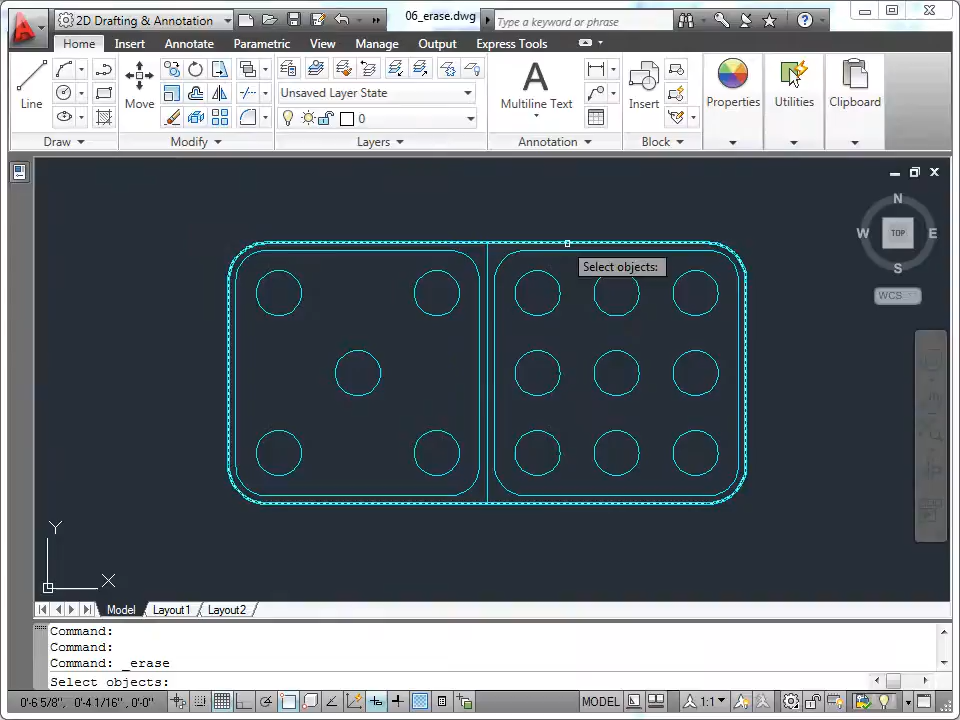 2D Drafting & Annotation
06_erase.dwg
Type a keyword or phrase
Home Insert Annotate Parametric View Manage Output Express Tools
Line
Move
Unsaved Layer State
0
Multiline Text
Insert
Properties
Utilities
Clipboard
Draw
Modify
Layers
Annotation
Block
N
W
TOP
E
S
WCS
Select objects:
Y
X
Model Layout1 Layout2
Command:
Command:
Command: _erase
Select objects:
0'-6 5/8", 0'-4 1/16", 0'-0"
MODEL
1:1